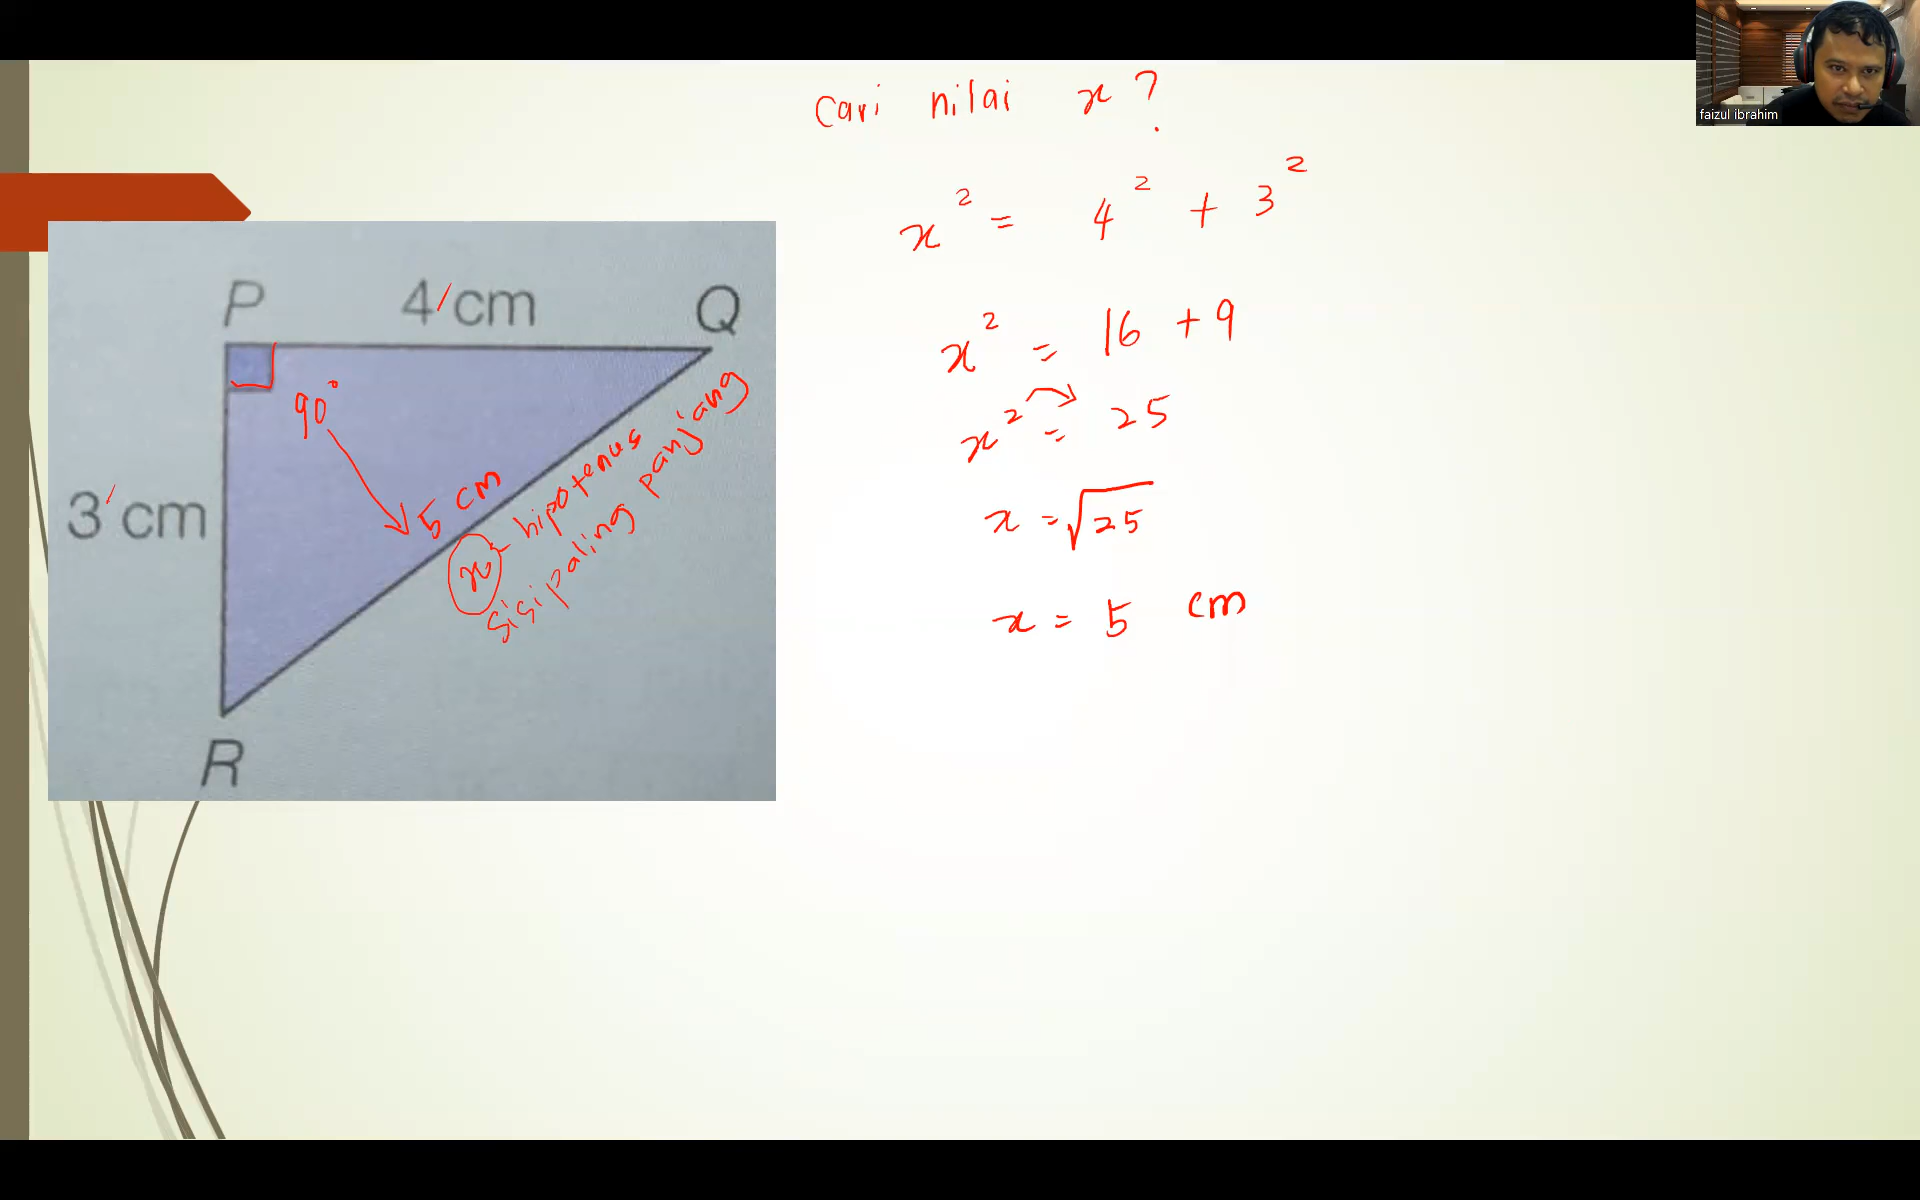 faizul ibrahim
Cari nilai x?
x² = 4² + 3²
x² = 16 + 9
x² = 25
x = √25
x = 5 cm
P 4 cm Q
90°
3 cm
5 cm
x - hipotenus
sisi paling panjang
R